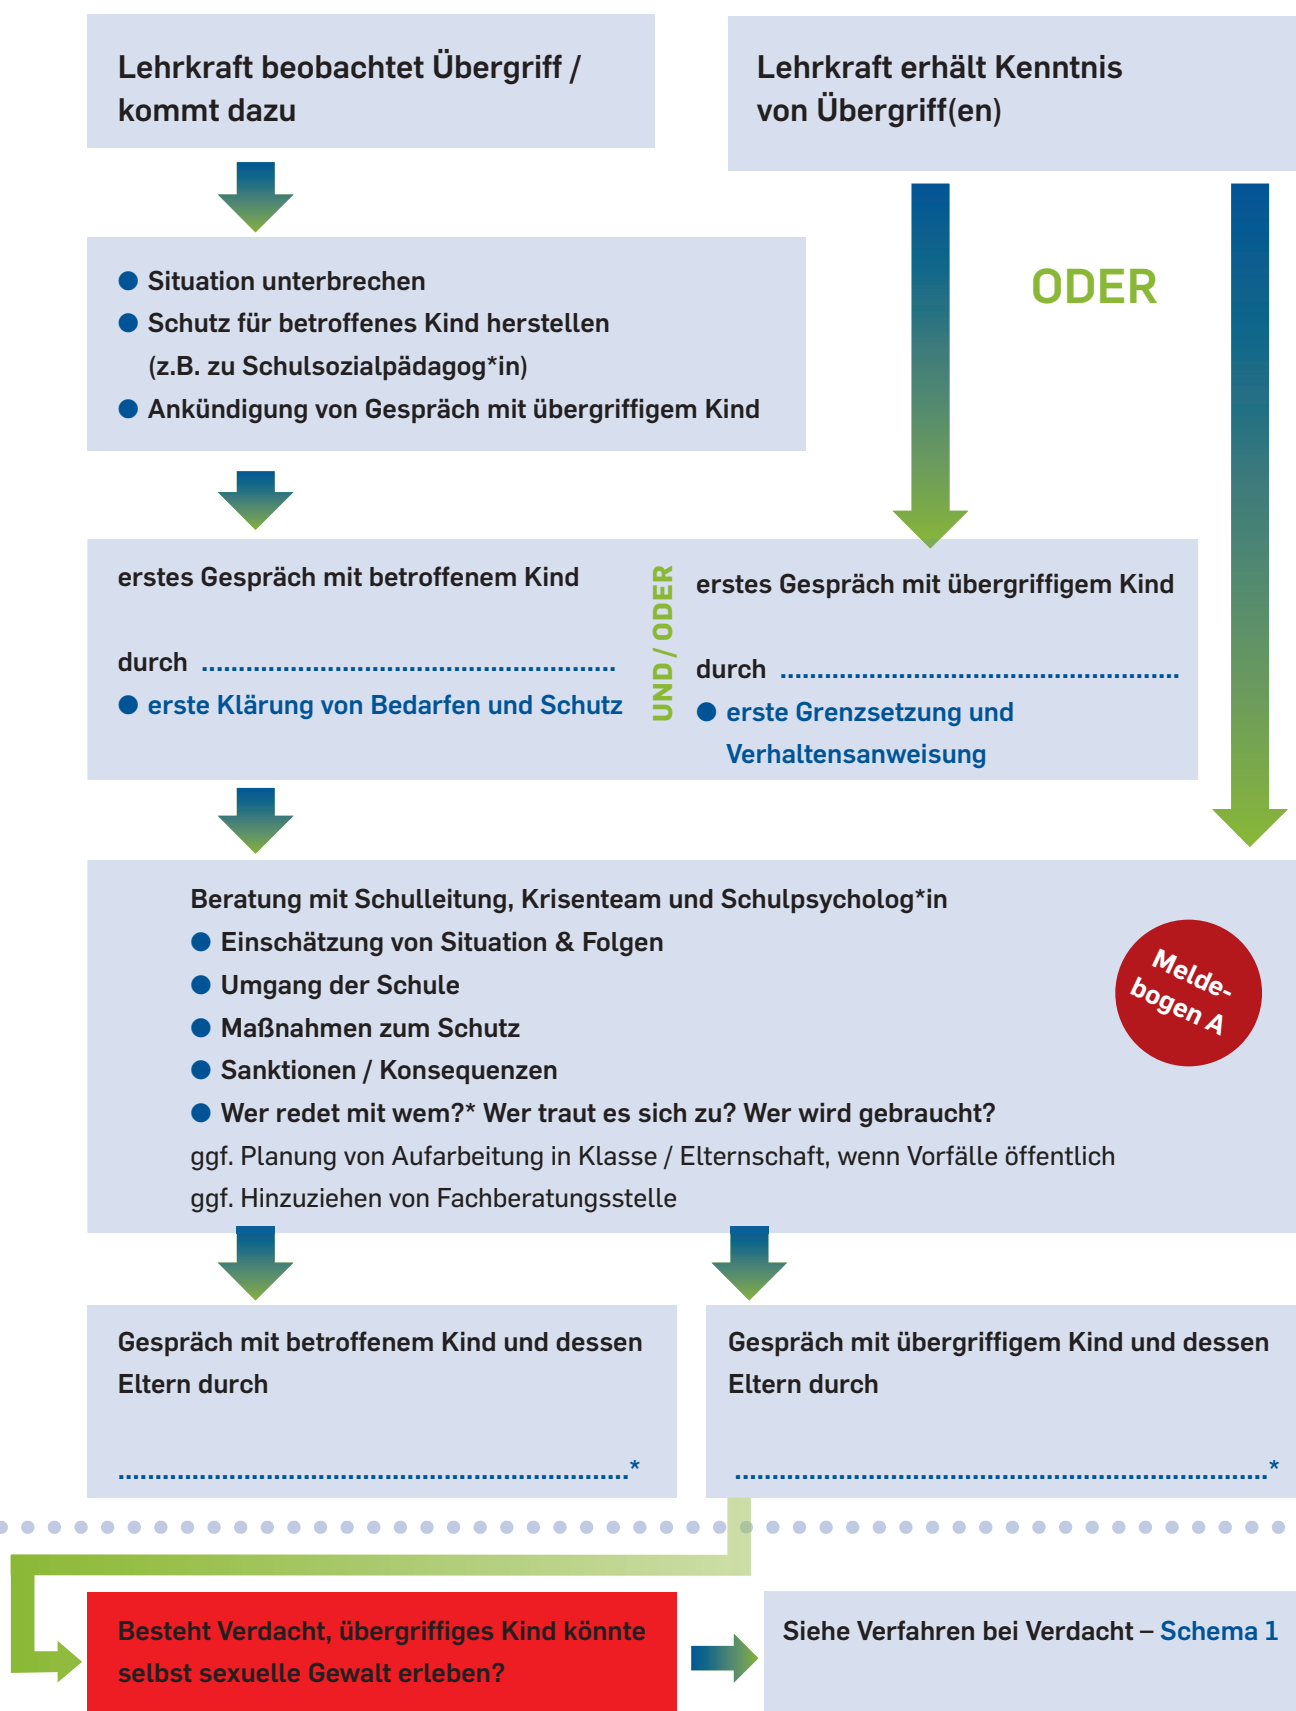 Lehrkraft beobachtet Übergriff /
kommt dazu
Lehrkraft erhält Kenntnis
von Übergriff(en)
● Situation unterbrechen
● Schutz für betroffenes Kind herstellen
(z.B. zu Schulsozialpädagog*in)
● Ankündigung von Gespräch mit übergriffigem Kind
ODER
erstes Gespräch mit betroffenem Kind
durch ........................................................
● erste Klärung von Bedarfen und Schutz
UND / ODER
erstes Gespräch mit übergriffigem Kind
durch ......................................................
● erste Grenzsetzung und
Verhaltensanweisung
Beratung mit Schulleitung, Krisenteam und Schulpsycholog*in
● Einschätzung von Situation & Folgen
● Umgang der Schule
● Maßnahmen zum Schutz
● Sanktionen / Konsequenzen
● Wer redet mit wem?* Wer traut es sich zu? Wer wird gebraucht?
ggf. Planung von Aufarbeitung in Klasse / Elternschaft, wenn Vorfälle öffentlich
ggf. Hinzuziehen von Fachberatungsstelle
Melde-
bogen A
Gespräch mit betroffenem Kind und dessen
Eltern durch
.....................................................................*
Gespräch mit übergriffigem Kind und dessen
Eltern durch
........................................................................*
Besteht Verdacht, übergriffiges Kind könnte
selbst sexuelle Gewalt erleben?
Siehe Verfahren bei Verdacht – Schema 1